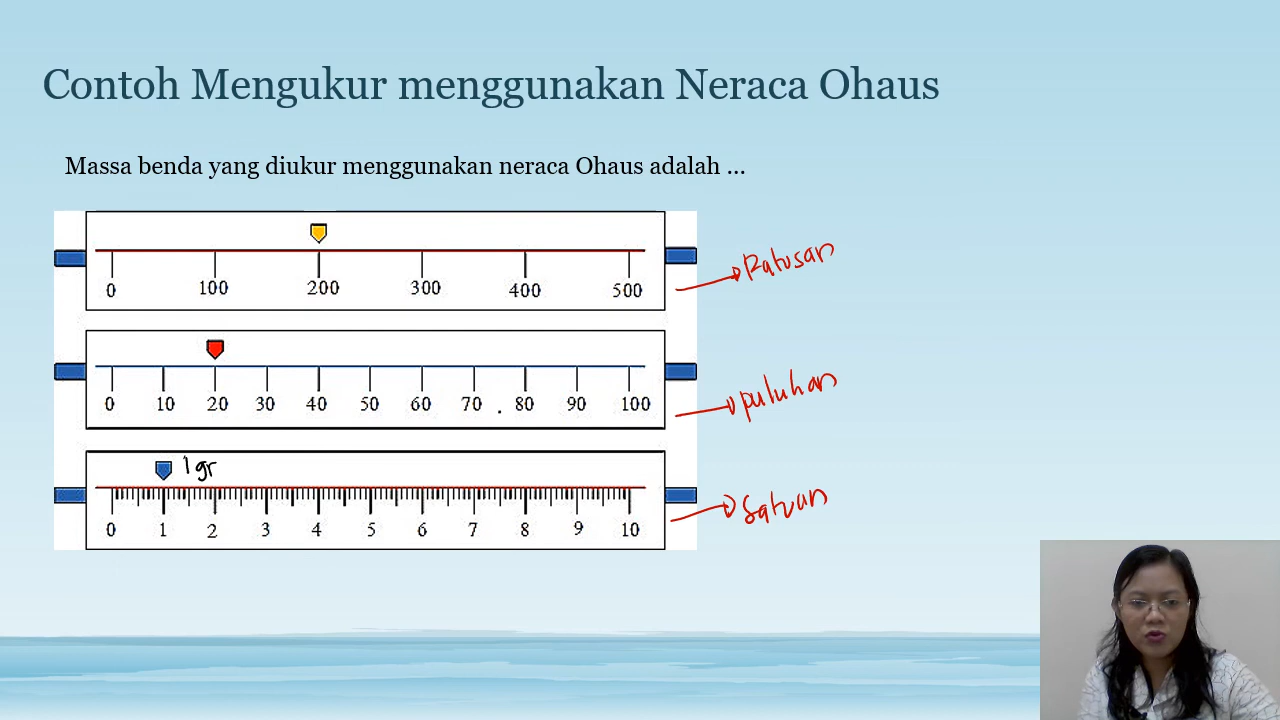 Contoh Mengukur menggunakan Neraca Ohaus
Massa benda yang diukur menggunakan neraca Ohaus adalah ...
0 100 200 300 400 500
Ratusan
0 10 20 30 40 50 60 70 80 90 100
puluhan
1 gr
0 1 2 3 4 5 6 7 8 9 10
Satuan